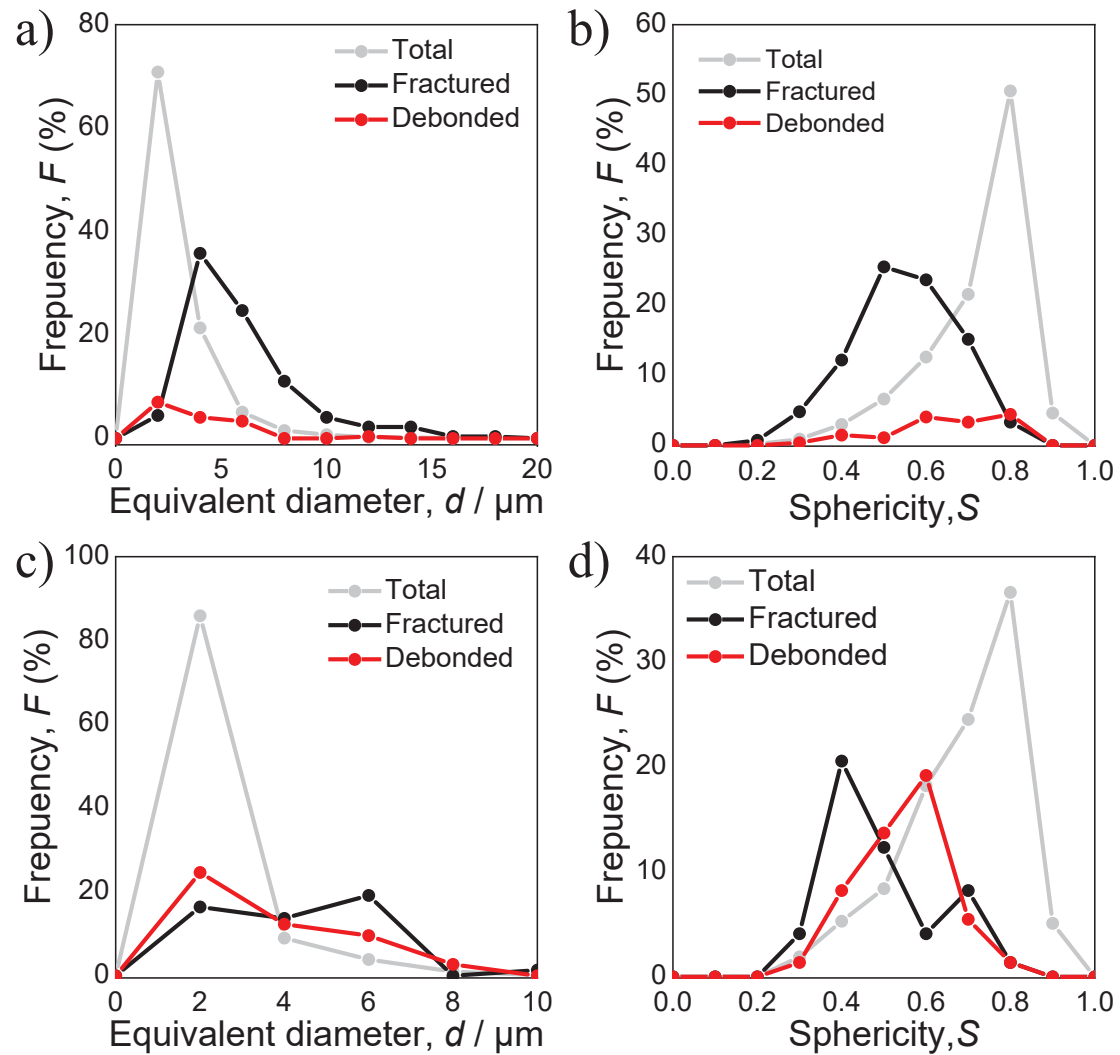 a)
80
60
40
20
0
Frepuency, F (%)
Total
Fractured
Debonded
0 5 10 15 20
Equivalent diameter, d / μm
b)
60
50
40
30
20
10
0
Frepuency, F (%)
Total
Fractured
Debonded
0.0 0.2 0.4 0.6 0.8 1.0
Sphericity,S
c)
100
80
60
40
20
0
Frepuency, F (%)
Total
Fractured
Debonded
0 2 4 6 8 10
Equivalent diameter, d / μm
d)
40
30
20
10
0
Frepuency, F (%)
Total
Fractured
Debonded
0.0 0.2 0.4 0.6 0.8 1.0
Sphericity,S